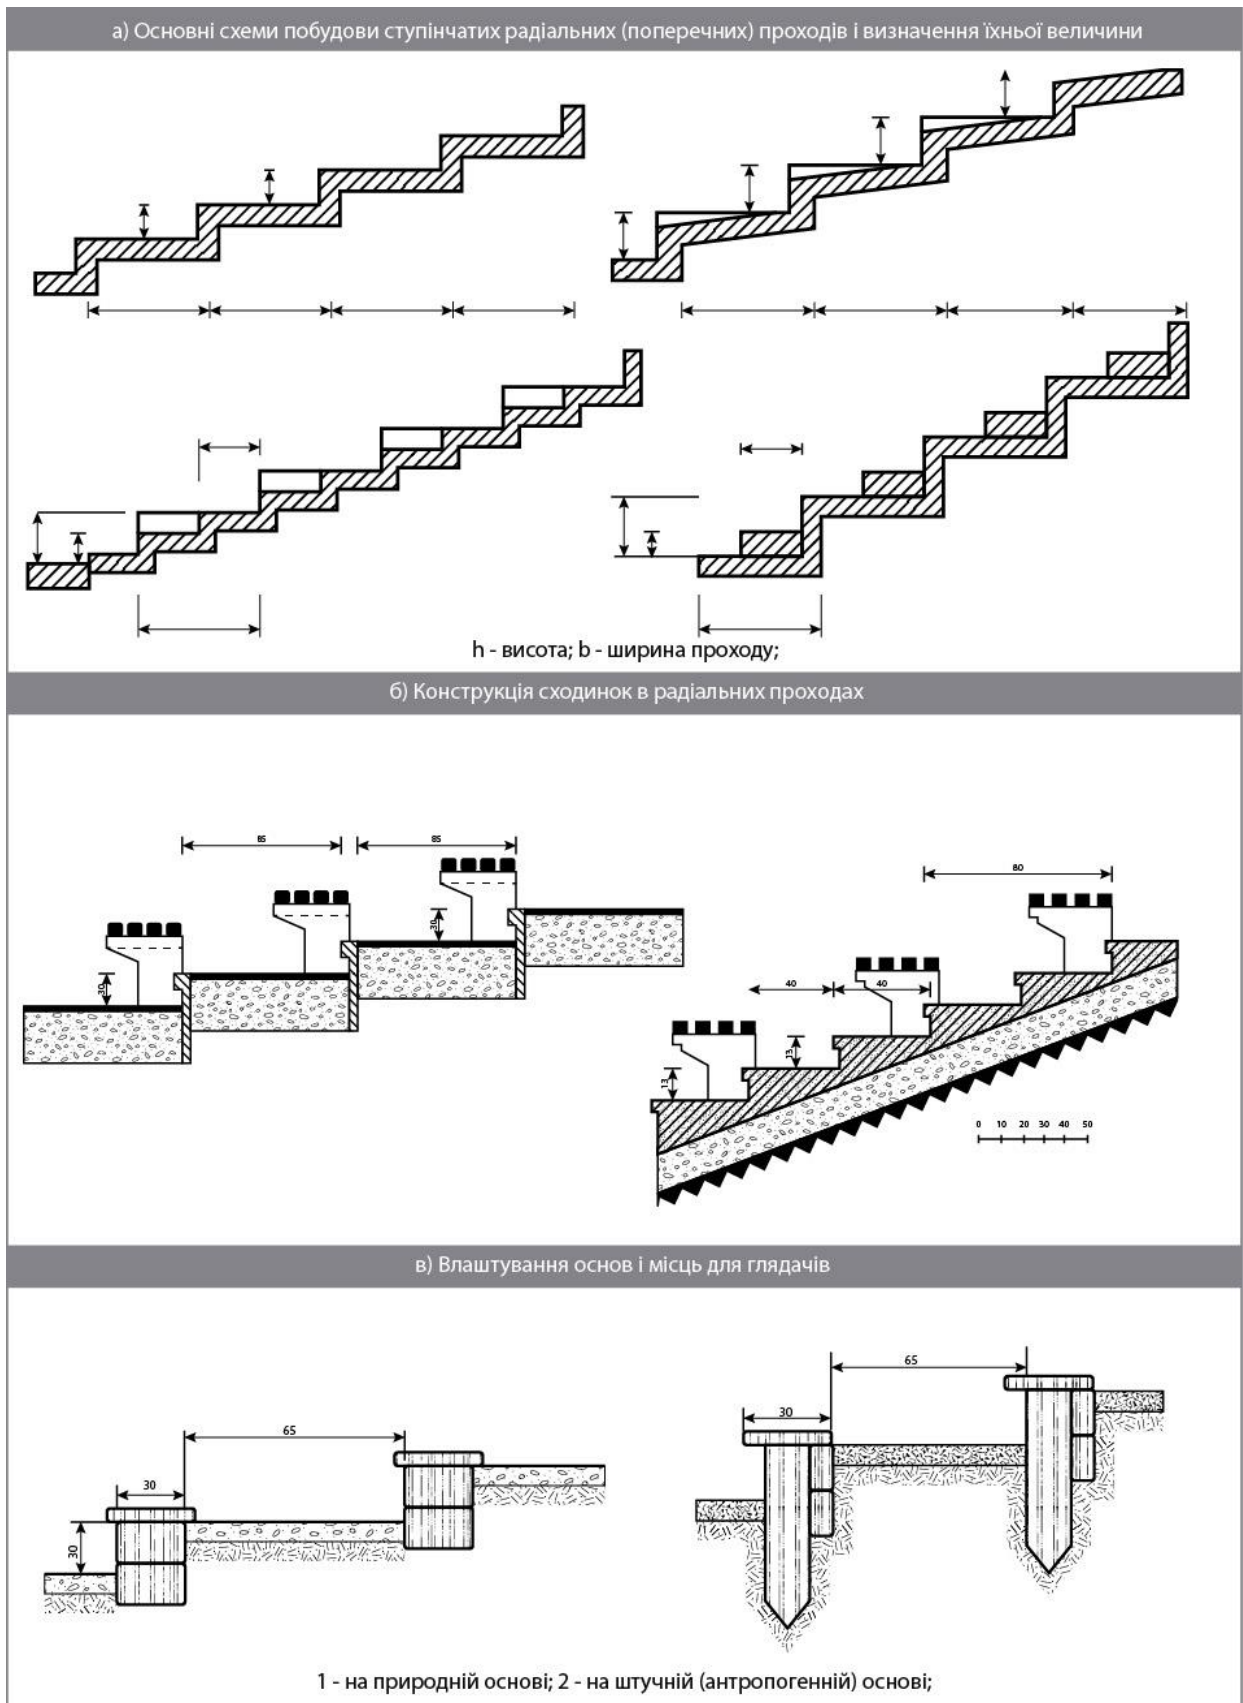 а) Основні схеми побудови ступінчатих радіальних (поперечних) проходів і визначення їхньої величини
h - висота; b - ширина проходу;
б) Конструкція сходинок в радіальних проходах
85 85
30
30
80
40 40
13
13
0 10 20 30 40 50
в) Влаштування основ і місць для глядачів
65
30
30
65
30
1 - на природній основі; 2 - на штучній (антропогенній) основі;